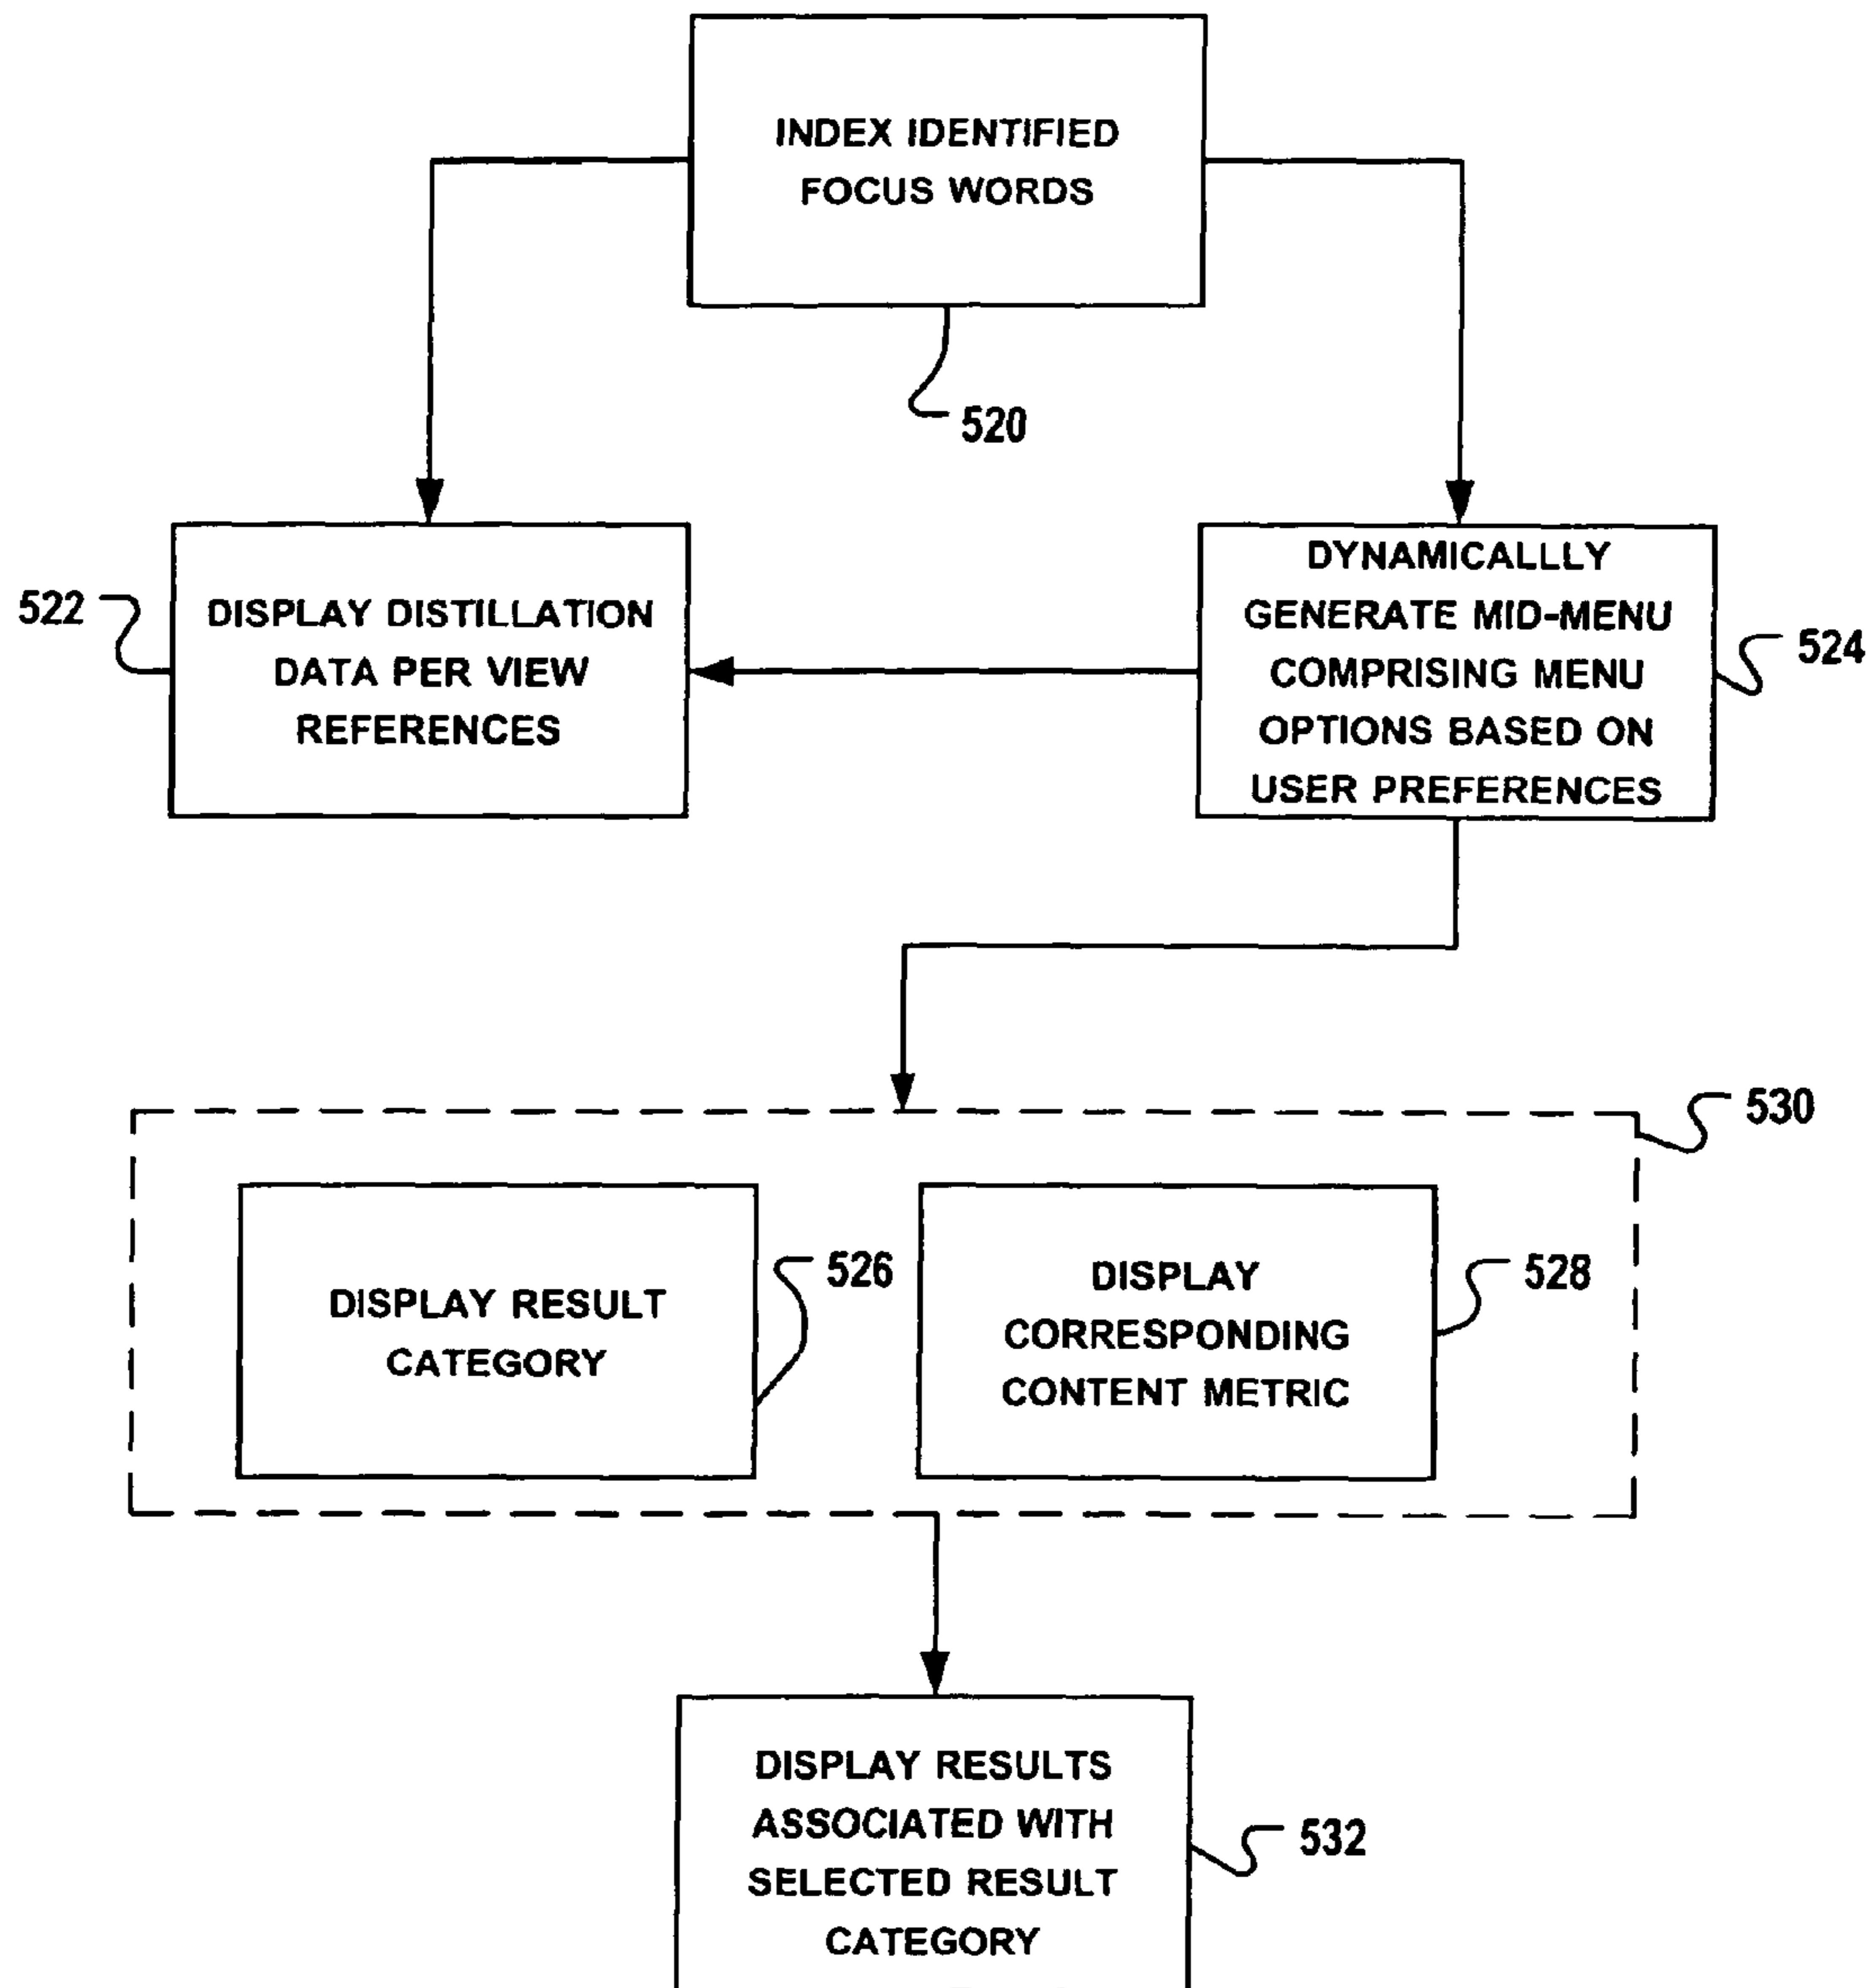 INDEX IDENTIFIED
FOCUS WORDS
520
522
DISPLAY DISTILLATION
DATA PER VIEW
REFERENCES
DYNAMICALLLY
GENERATE MID-MENU
COMPRISING MENU
OPTIONS BASED ON
USER PREFERENCES
524
530
DISPLAY RESULT
CATEGORY
526
DISPLAY
CORRESPONDING
CONTENT METRIC
528
DISPLAY RESULTS
ASSOCIATED WITH
SELECTED RESULT
CATEGORY
532